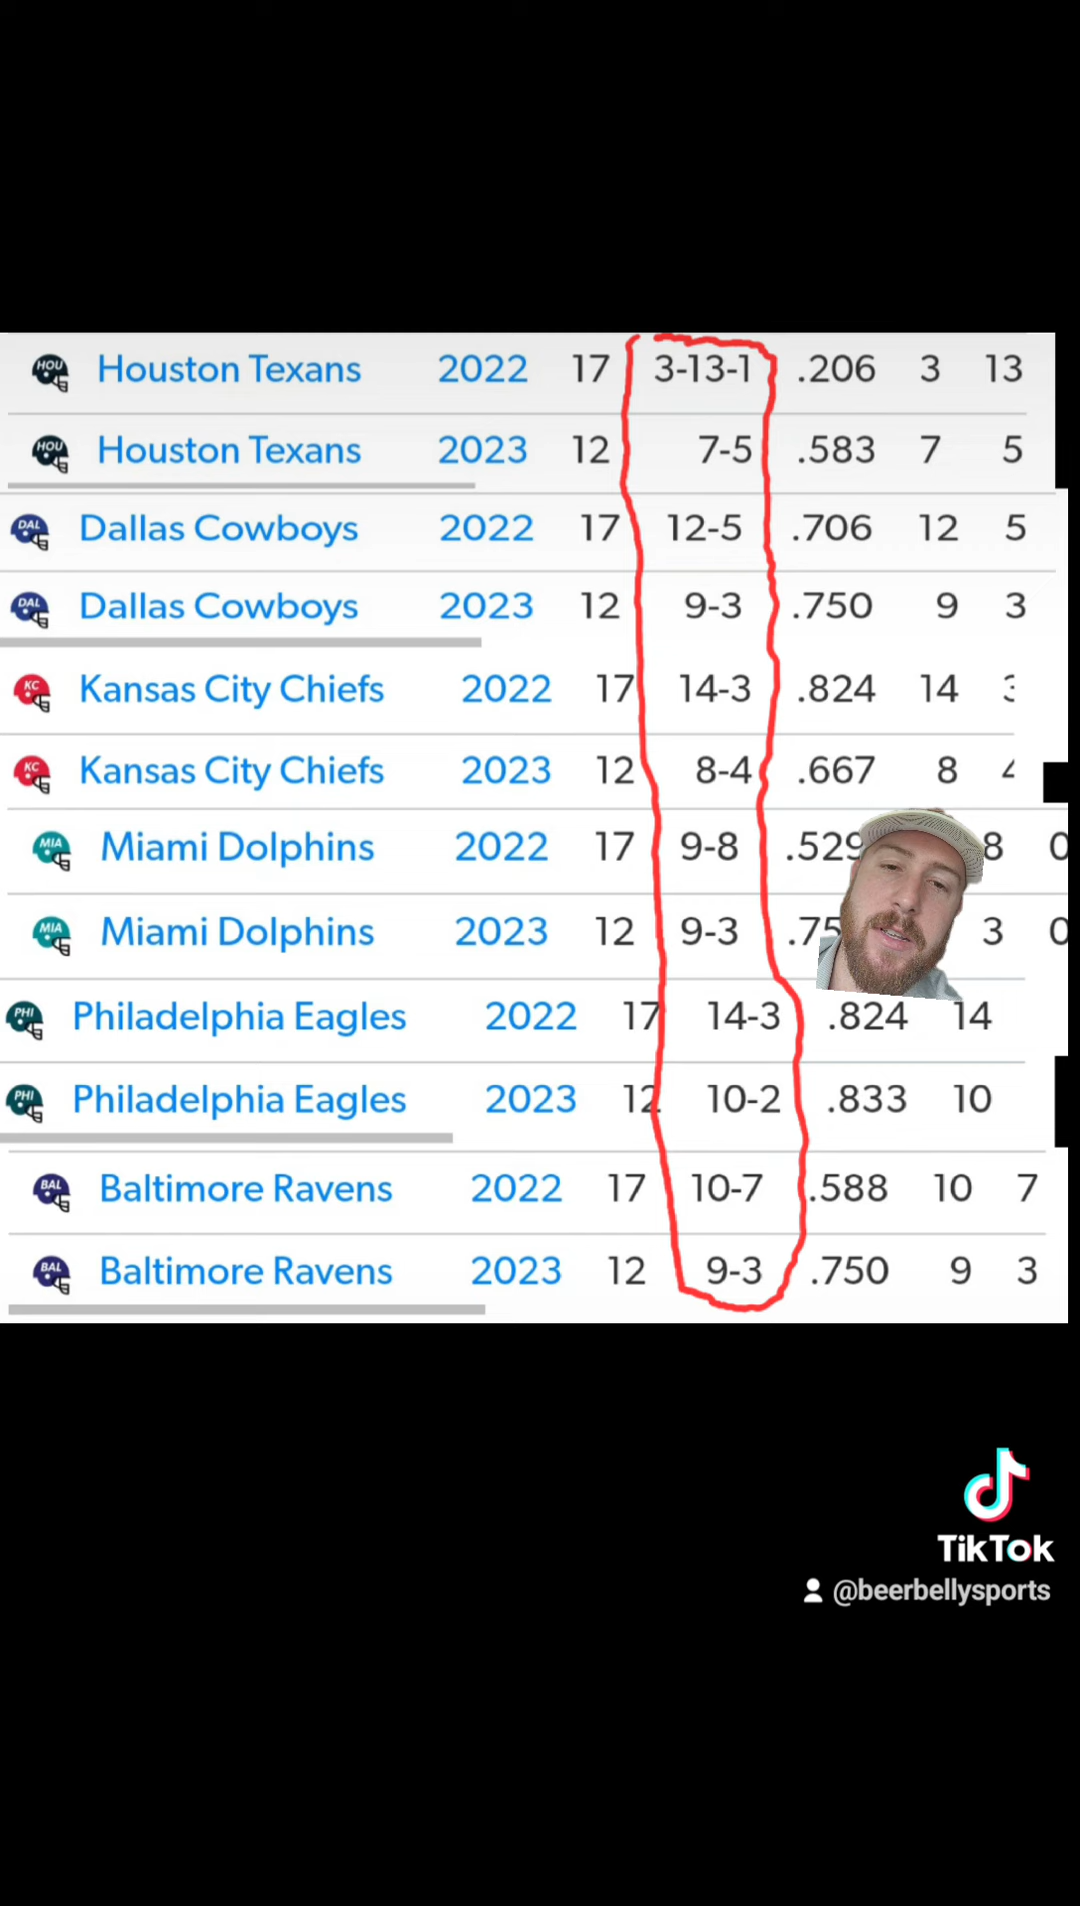 HOU Houston Texans 2022 17 3-13-1 .206 3 13
HOU Houston Texans 2023 12 7-5 .583 7 5
DAL Dallas Cowboys 2022 17 12-5 .706 12 5
DAL Dallas Cowboys 2023 12 9-3 .750 9 3
KC Kansas City Chiefs 2022 17 14-3 .824 14 3
KC Kansas City Chiefs 2023 12 8-4 .667 8 4
MIA Miami Dolphins 2022 17 9-8 .529 8 0
MIA Miami Dolphins 2023 12 9-3 .75 3 0
PHI Philadelphia Eagles 2022 17 14-3 .824 14
PHI Philadelphia Eagles 2023 12 10-2 .833 10
BAL Baltimore Ravens 2022 17 10-7 .588 10 7
BAL Baltimore Ravens 2023 12 9-3 .750 9 3
TikTok
@beerbellysports